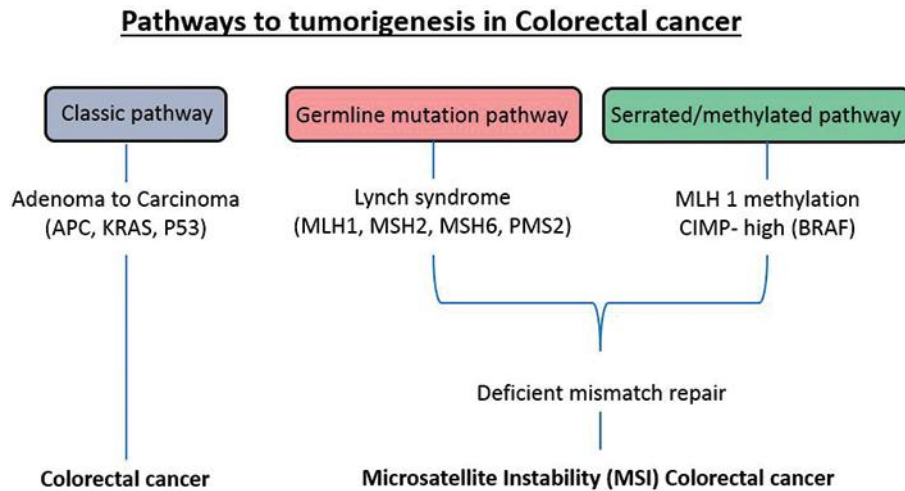 Pathways to tumorigenesis in Colorectal cancer
Classic pathway
Germline mutation pathway
Serrated/methylated pathway
Adenoma to Carcinoma
(APC, KRAS, P53)
Lynch syndrome
(MLH1, MSH2, MSH6, PMS2)
MLH 1 methylation
CIMP- high (BRAF)
Deficient mismatch repair
Colorectal cancer
Microsatellite Instability (MSI) Colorectal cancer